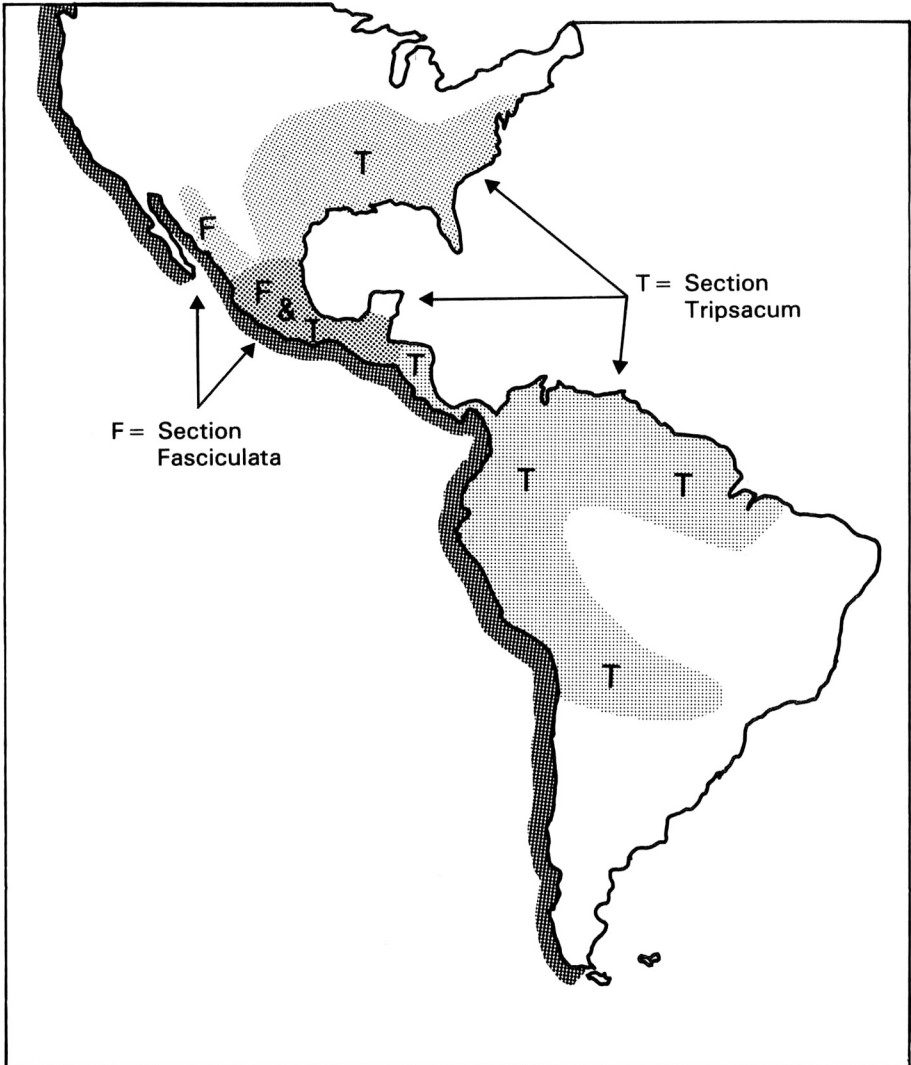 T
F
F
&
T
T
T = Section
Tripsacum
F = Section
Fasciculata
T
T
T